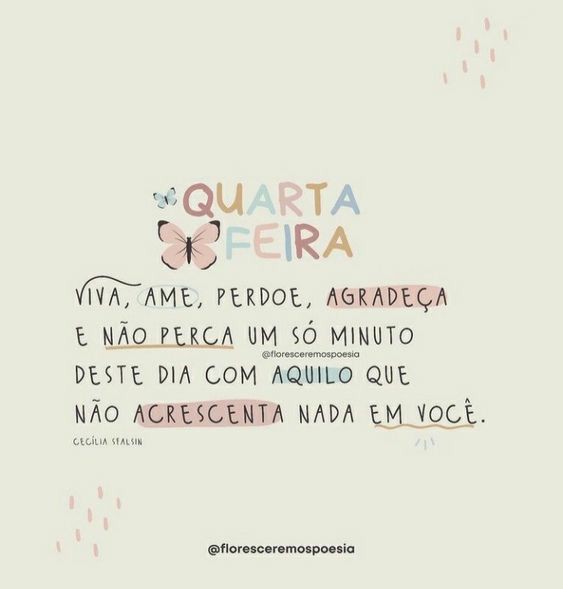 QUARTA
FEIRA
VIVA, AME, PERDOE, AGRADEÇA
E NÃO PERCA UM SÓ MINUTO
@floresceremospoesia
DESTE DIA COM AQUILO QUE
NÃO ACRESCENTA NADA EM VOCÊ.
CECÍLIA SFALSIN
@floresceremospoesia